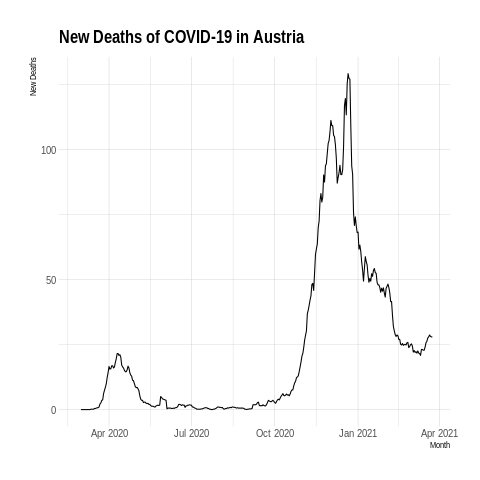 New Deaths of COVID-19 in Austria
New Deaths
100
50
0
Apr 2020 Jul 2020 Oct 2020 Jan 2021 Apr 2021
Month